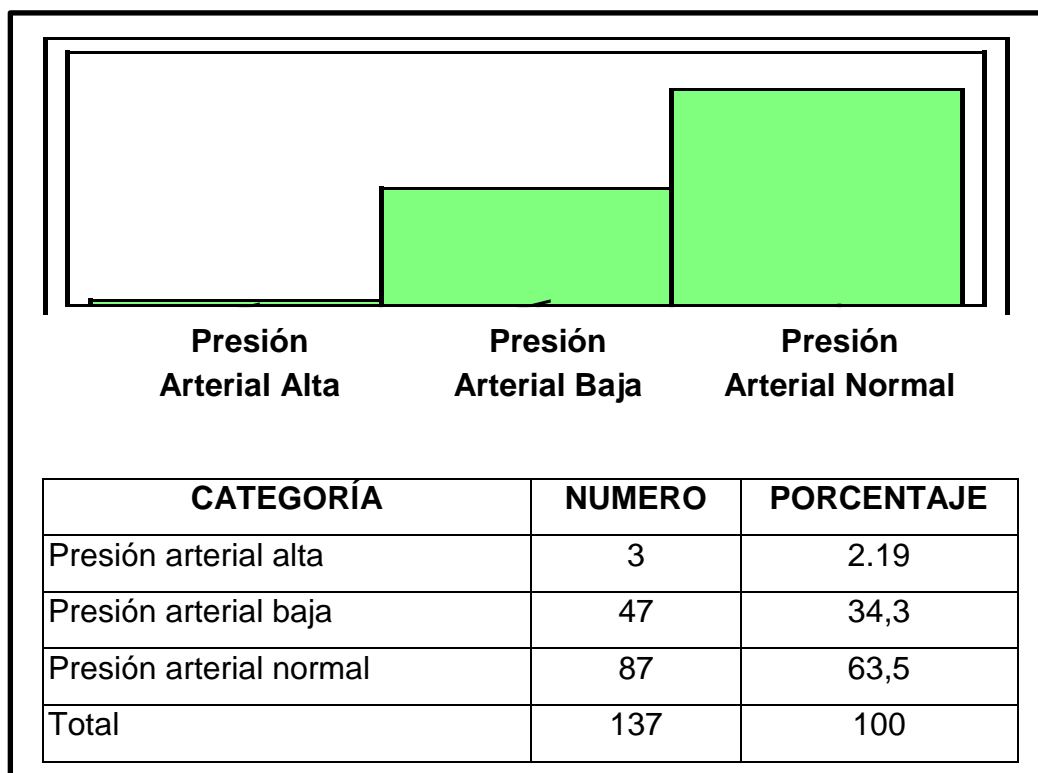 Presión Presión Presión
Arterial Alta Arterial Baja Arterial Normal
CATEGORÍA NUMERO PORCENTAJE
Presión arterial alta 3 2.19
Presión arterial baja 47 34,3
Presión arterial normal 87 63,5
Total 137 100